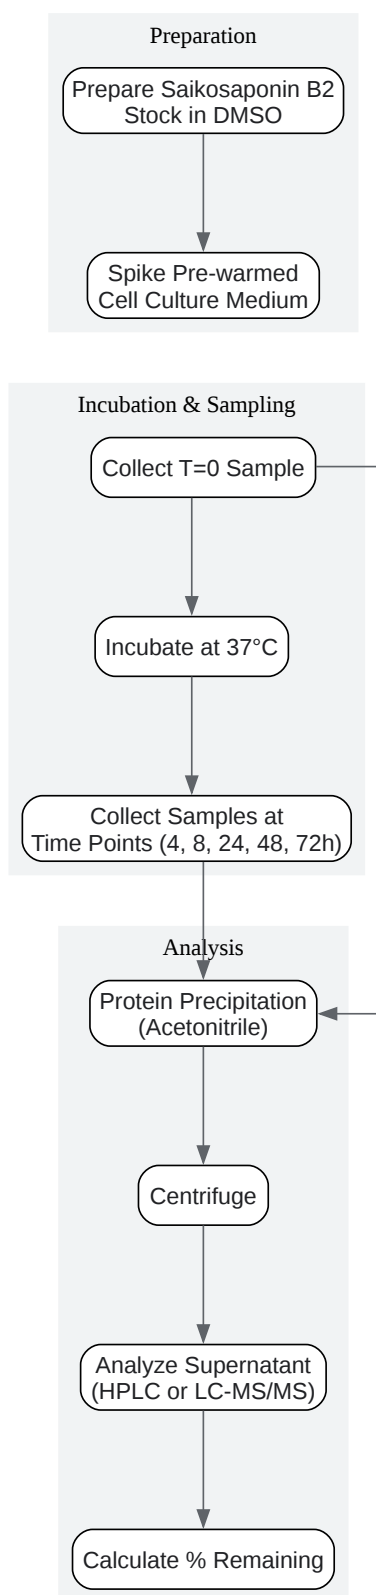 Preparation
Prepare Saikosaponin B2
Stock in DMSO
Spike Pre-warmed
Cell Culture Medium
Incubation & Sampling
Collect T=0 Sample
Incubate at 37°C
Collect Samples at
Time Points (4, 8, 24, 48, 72h)
Analysis
Protein Precipitation
(Acetonitrile)
Centrifuge
Analyze Supernatant
(HPLC or LC-MS/MS)
Calculate % Remaining